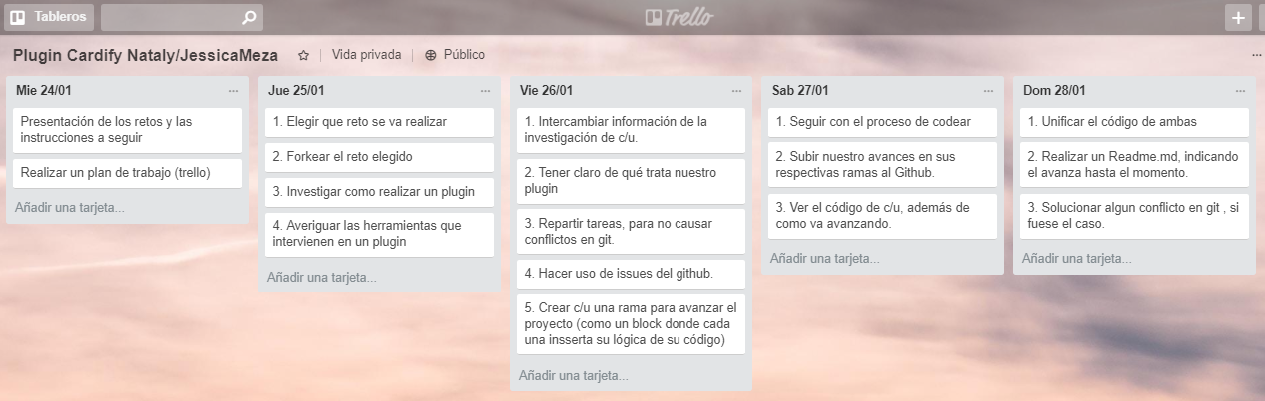 Tableros
Trello
Plugin Cardify Nataly/JessicaMeza
Vida privada
Público
Mie 24/01
Presentación de los retos y las
instrucciones a seguir
Realizar un plan de trabajo (trello)
Añadir una tarjeta...
Jue 25/01
1. Elegir que reto se va realizar
2. Forkear el reto elegido
3. Investigar como realizar un plugin
4. Averiguar las herramientas que
intervienen en un plugin
Añadir una tarjeta...
Vie 26/01
1. Intercambiar información de la
investigación de c/u.
2. Tener claro de qué trata nuestro
plugin
3. Repartir tareas, para no causar
conflictos en git.
4. Hacer uso de issues del github.
5. Crear c/u una rama para avanzar el
proyecto (como un block donde cada
una insserta su lógica de su código)
Añadir una tarjeta...
Sab 27/01
1. Seguir con el proceso de codear
2. Subir nuestro avances en sus
respectivas ramas al Github.
3. Ver el código de c/u, además de
como va avanzando.
Añadir una tarjeta...
Dom 28/01
1. Unificar el código de ambas
2. Realizar un Readme.md, indicando
el avanza hasta el momento.
3. Solucionar algun conflicto en git , si
fuese el caso.
Añadir una tarjeta...